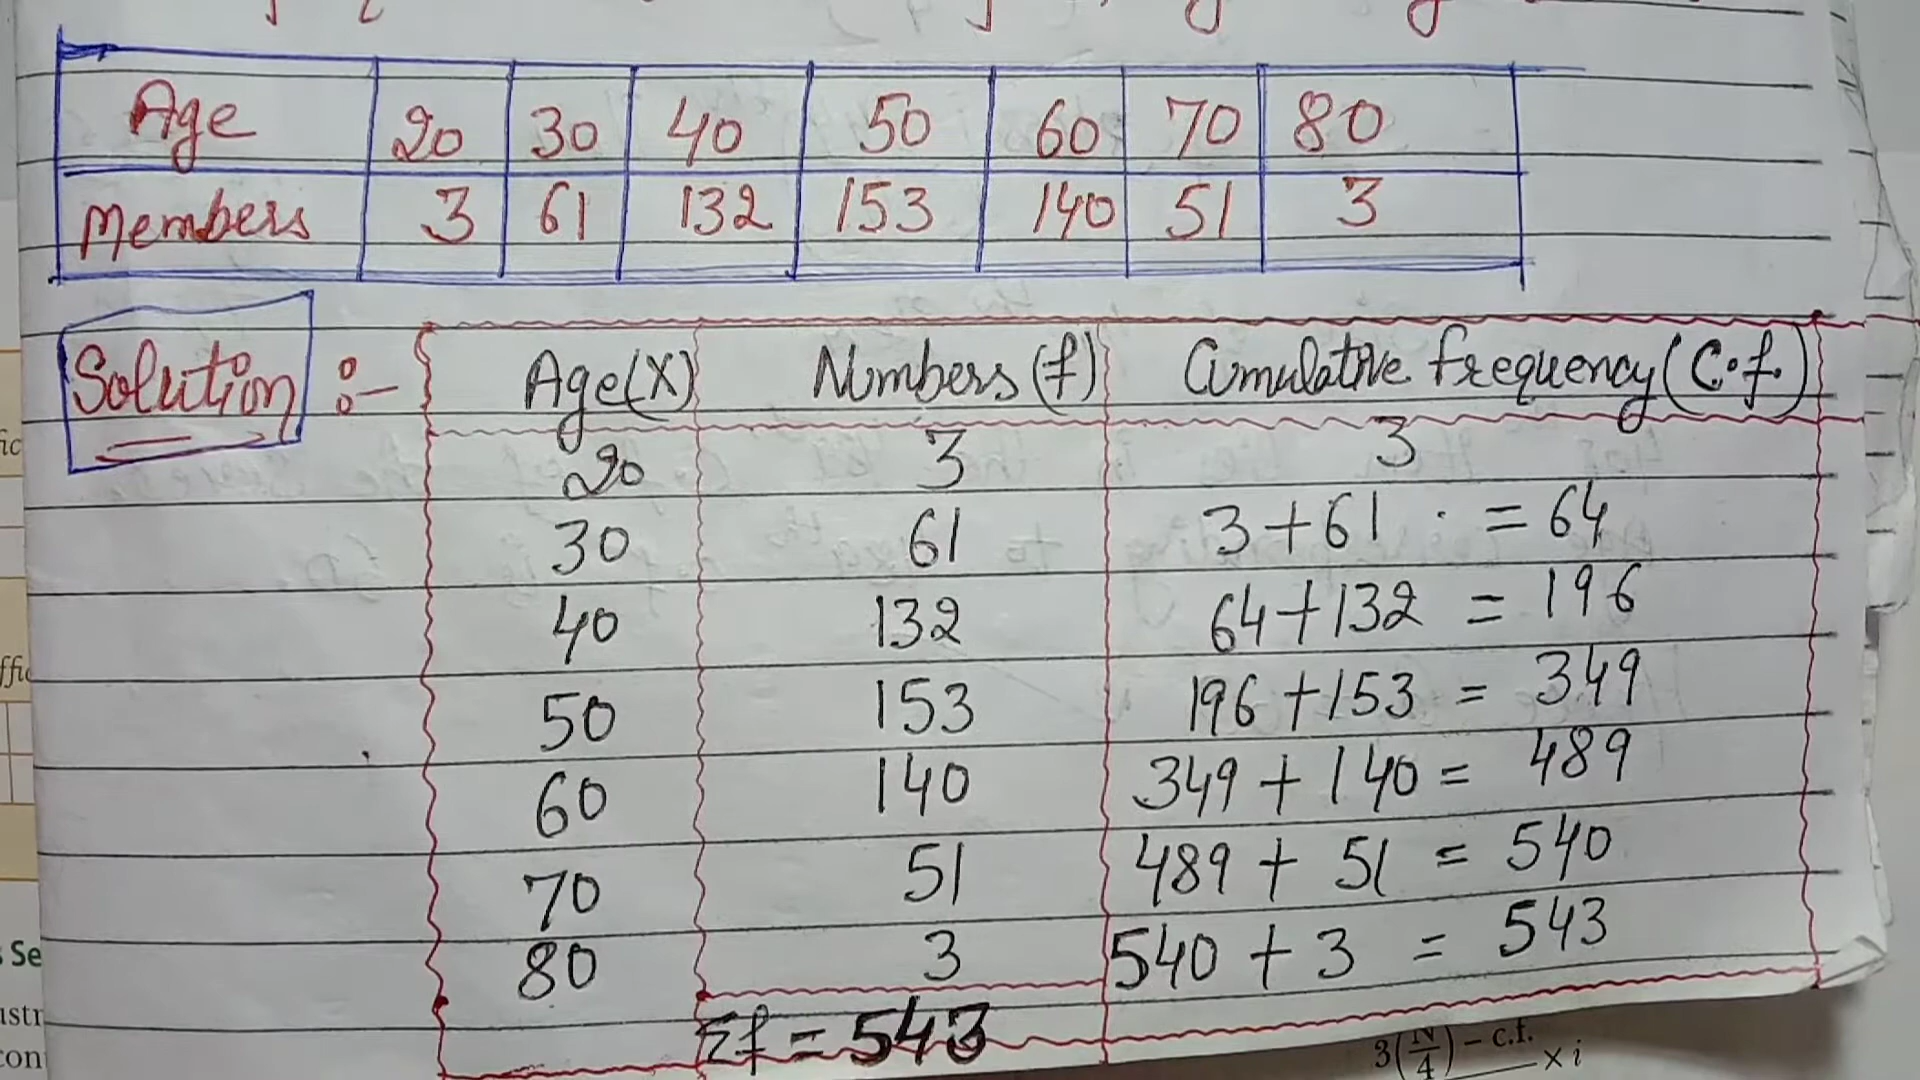 Age 20 30 40 50 60 70 80
Members 3 61 132 153 140 51 3
Solution :-
Age(X) Numbers (f) Cumulative frequency (C.f.)
20 3 3
30 61 3+61 = 64
40 132 64+132 = 196
50 153 196+153 = 349
60 140 349+140 = 489
70 51 489+51 = 540
80 3 540+3 = 543
Σf = 543
3(N/4) - c.f. × i